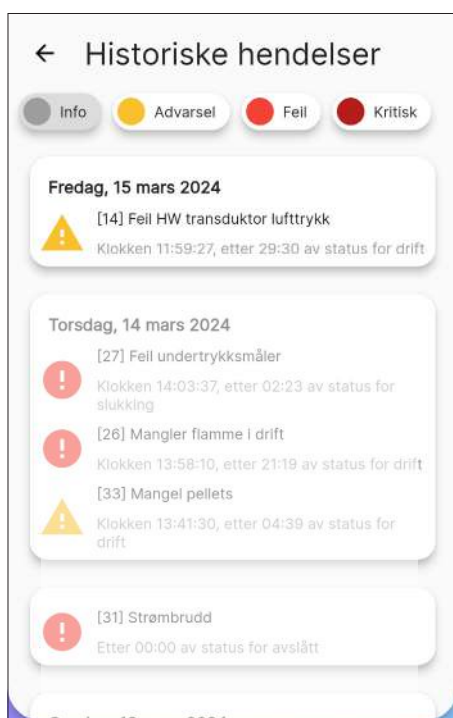 Historiske hendelser
Info
Advarsel
Feil
Kritisk
Fredag, 15 mars 2024
[14] Feil HW transduktor lufttrykk
Klokken 11:59:27, etter 29:30 av status for drift
Torsdag, 14 mars 2024
[27] Feil undertrykksmåler
Klokken 14:03:37, etter 02:23 av status for
slukking
[26] Mangler flamme i drift
Klokken 13:58:10, etter 21:19 av status for drift
[33] Mangel pellets
Klokken 13:41:30, etter 04:39 av status for
drift
[31] Strømbrudd
Etter 00:00 av status for avslått